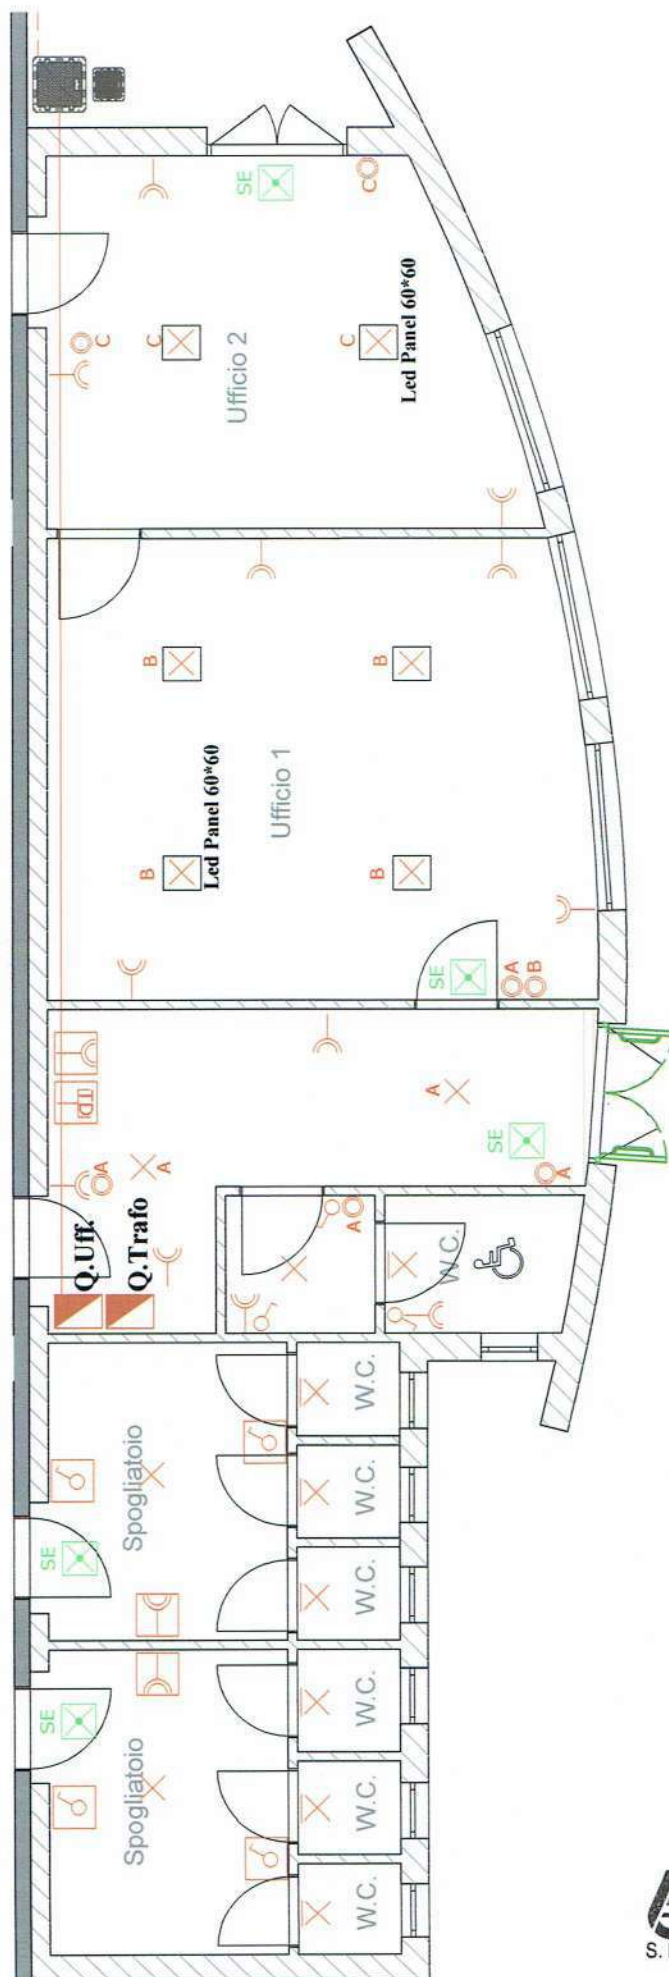 SE
C
C
C
C
Led Panel 60*60
Ufficio 2
B
B
Led Panel 60*60
Ufficio 1
B
B
SE
A
B
TD
A
A
A
SE
A
Q.Uff.
Q.Trafo
A
W.C.
Spogliatoio
SE
W.C.
W.C.
W.C.
Spogliatoio
SE
W.C.
W.C.
W.C.